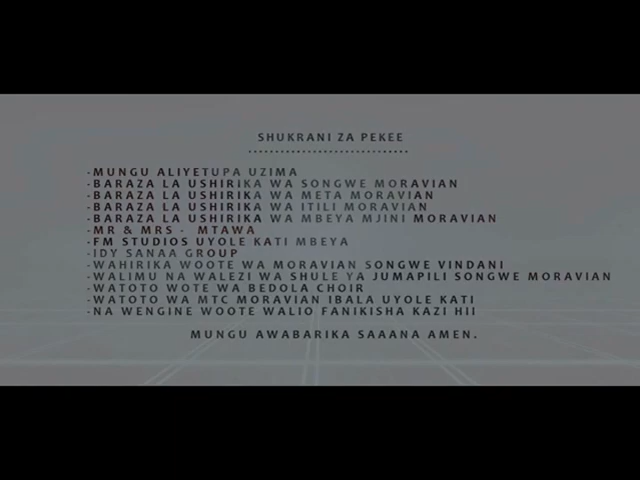 SHUKRANI ZA PEKEE
-MUNGU ALIYETUPA UZIMA
-BARAZA LA USHIRIKA WA SONGWE MORAVIAN
-BARAZA LA USHIRIKA WA META MORAVIAN
-BARAZA LA USHIRIKA WA ITILI MORAVIAN
-BARAZA LA USHIRIKA WA MBEYA MJINI MORAVIAN
-MR & MRS - MTAWA
-FM STUDIOS UYOLE KATI MBEYA
-IDY SANAA GROUP
-WAHIRIKA WOOTE WA MORAVIAN SONGWE VINDANI
-WALIMU NA WALEZI WA SHULE YA JUMAPILI SONGWE MORAVIAN
-WATOTO WOTE WA BEDOLA CHOIR
-WATOTO WA MTC MORAVIAN IBALA UYOLE KATI
-NA WENGINE WOOTE WALIO FANIKISHA KAZI HII
MUNGU AWABARIKA SAAANA AMEN.